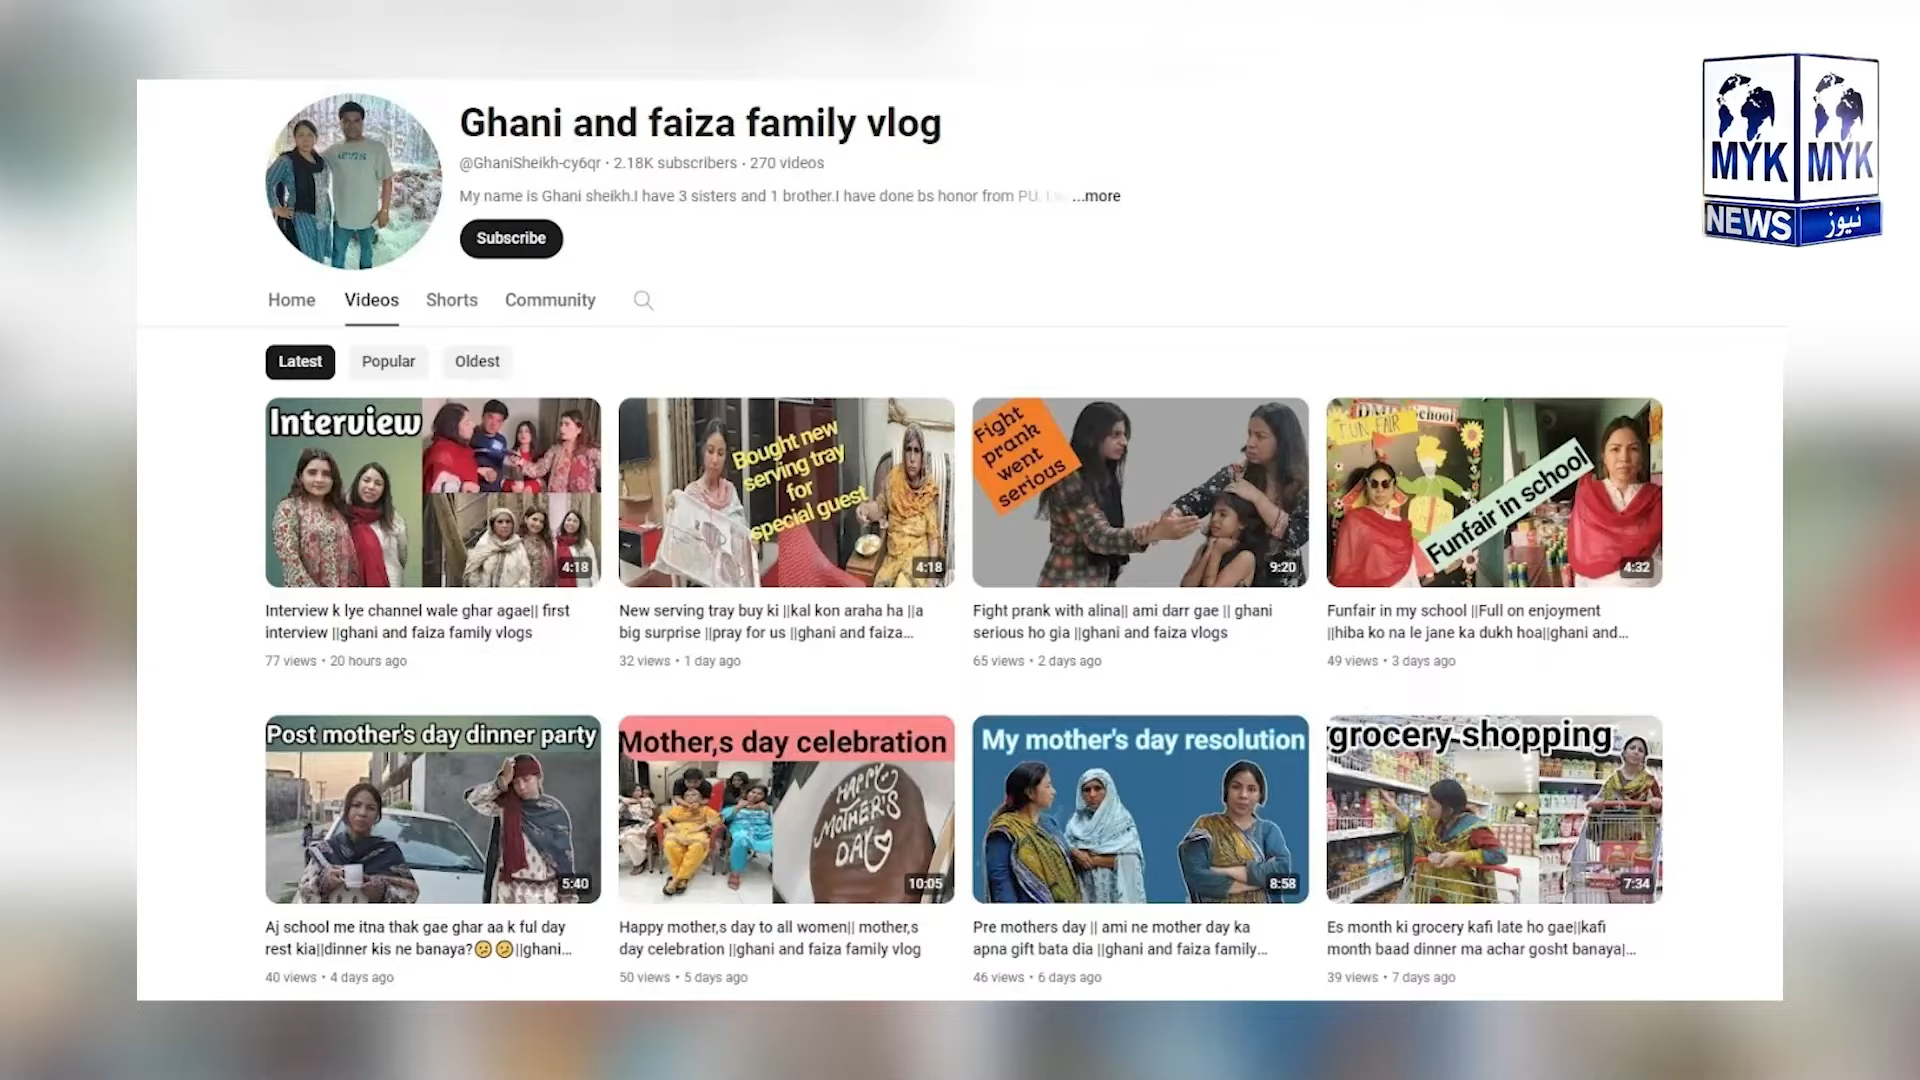 Ghani and faiza family vlog
@GhaniSheikh-cy6qr · 2.18K subscribers · 270 videos
My name is Ghani sheikh.I have 3 sisters and 1 brother.I have done bs honor from PU. ...more
Subscribe
MYK MYK
NEWS نیوز
Home Videos Shorts Community
Latest Popular Oldest
Interview
4:18
Bought new
serving tray
for
special guest
4:18
Fight
prank
went
serious
9:20
School
FUN FAIR
Funfair in school
4:32
Interview k lye channel wale ghar agae|| first
interview ||ghani and faiza family vlogs
77 views • 20 hours ago
New serving tray buy ki ||kal kon araha ha ||a
big surprise ||pray for us ||ghani and faiza...
32 views • 1 day ago
Fight prank with alina|| ami darr gae || ghani
serious ho gia ||ghani and faiza vlogs
65 views • 2 days ago
Funfair in my school ||Full on enjoyment
||hiba ko na le jane ka dukh hoa||ghani and...
49 views • 3 days ago
Post mother's day dinner party
5:40
Mother,s day celebration
HAPPY
MOTHER'S
DAY
10:05
My mother's day resolution
8:58
grocery shopping
7:34
Aj school me itna thak gae ghar aa k ful day
rest kia||dinner kis ne banaya?😕😕||ghani...
40 views • 4 days ago
Happy mother,s day to all women|| mother,s
day celebration ||ghani and faiza family vlog
50 views • 5 days ago
Pre mothers day || ami ne mother day ka
apna gift bata dia ||ghani and faiza family...
46 views • 6 days ago
Es month ki grocery kafi late ho gae||kafi
month baad dinner ma achar gosht banaya|...
39 views • 7 days ago